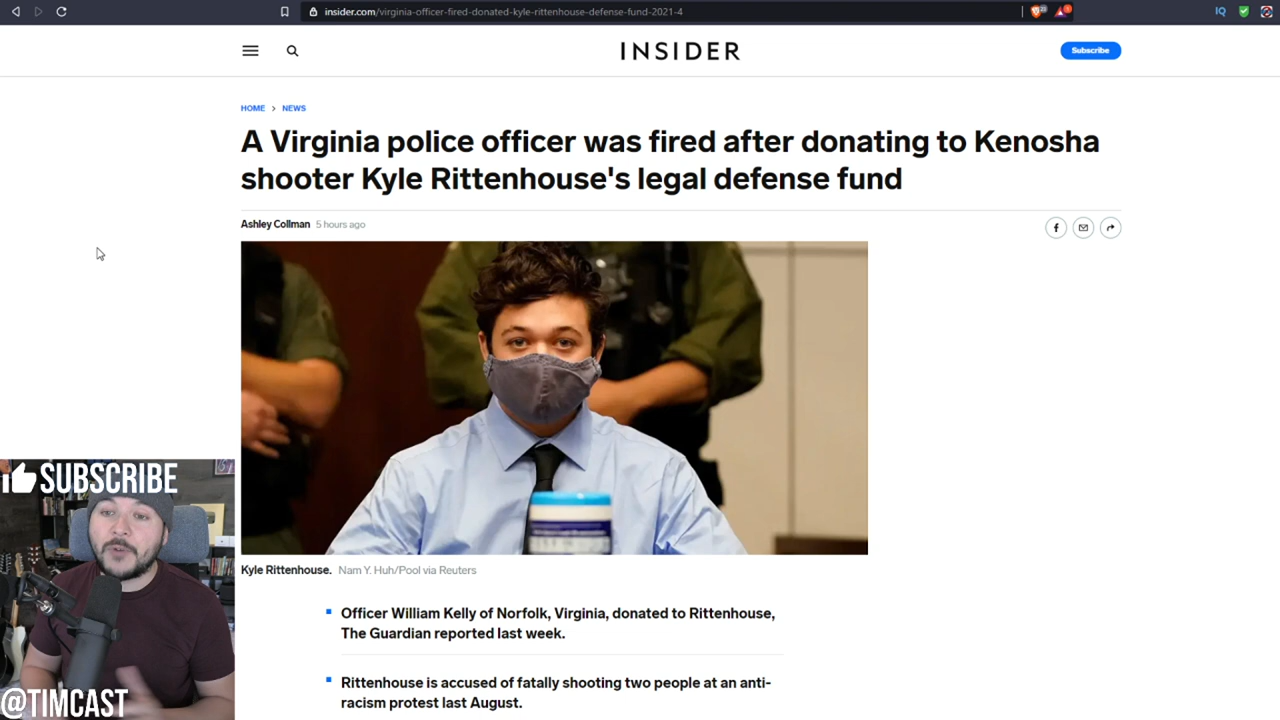 insider.com/virginia-officer-fired-donated-kyle-rittenhouse-defense-fund-2021-4
IQ
INSIDER
Subscribe
HOME > NEWS
A Virginia police officer was fired after donating to Kenosha
shooter Kyle Rittenhouse's legal defense fund
Ashley Collman 5 hours ago
Kyle Rittenhouse. Nam Y. Huh/Pool via Reuters
Officer William Kelly of Norfolk, Virginia, donated to Rittenhouse,
The Guardian reported last week.
Rittenhouse is accused of fatally shooting two people at an anti-
racism protest last August.
SUBSCRIBE
@TIMCAST